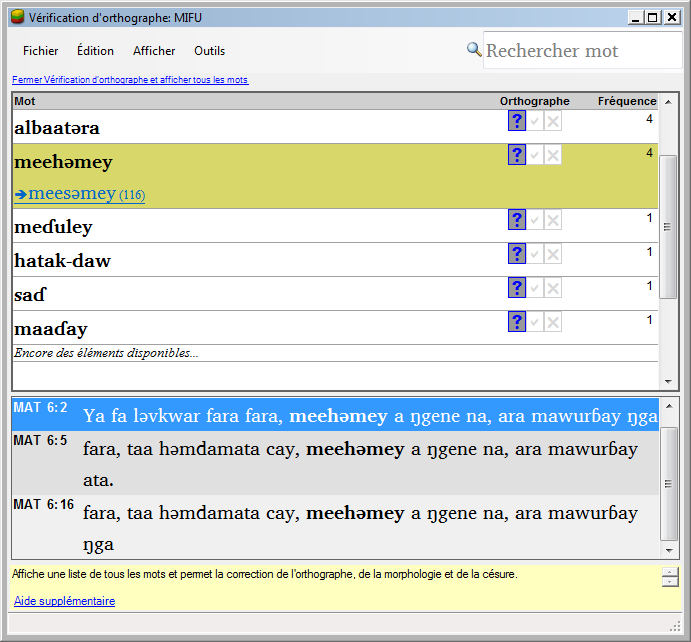 Vérification d'orthographe: MIFU
Fichier Édition Afficher Outils Rechercher mot
Fermer Vérification d'orthographe et afficher tous les mots
Mot Orthographe Fréquence
albaatəra ? 4
meehəmey ? 4
➔meesəmey (116)
meɗuley ? 1
hatak-daw ? 1
saɗ ? 1
maaɗay ? 1
Encore des éléments disponibles...
MAT 6:2 Ya fa ləvkwar fara fara, meehəmey a ŋgene na, ara mawurɓay ŋga
MAT 6:5 fara, taa həmdamata cay, meehəmey a ŋgene na, ara mawurɓay
ata.
MAT 6:16 fara, taa həmdamata cay, meehəmey a ŋgene na, ara mawurɓay
ŋga
Affiche une liste de tous les mots et permet la correction de l'orthographe, de la morphologie et de la césure.
Aide supplémentaire